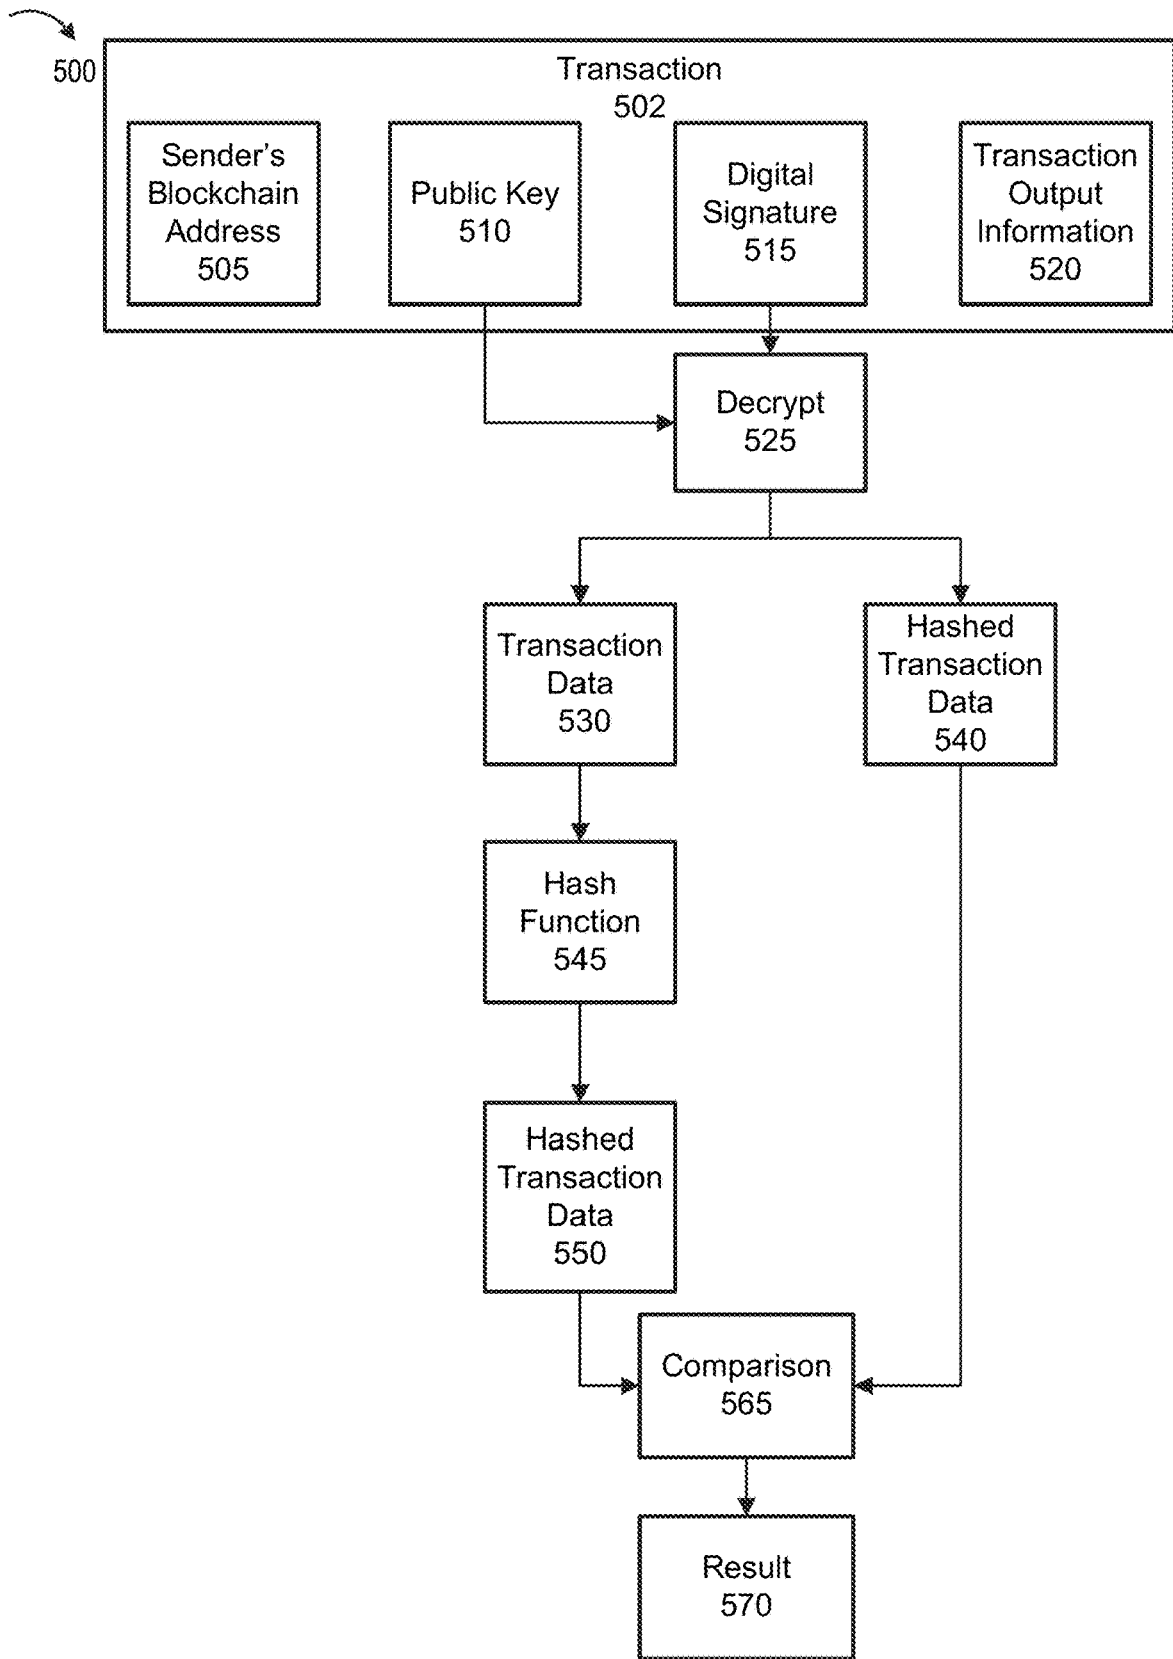 500
Transaction
502
Sender's
Blockchain
Address
505
Public Key
510
Digital
Signature
515
Transaction
Output
Information
520
Decrypt
525
Transaction
Data
530
Hashed
Transaction
Data
540
Hash
Function
545
Hashed
Transaction
Data
550
Comparison
565
Result
570